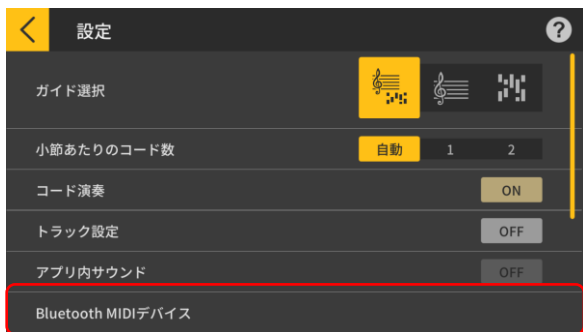 設定
?
ガイド選択
小節あたりのコード数 自動 1 2
コード演奏 ON
トラック設定 OFF
アプリ内サウンド OFF
Bluetooth MIDIデバイス